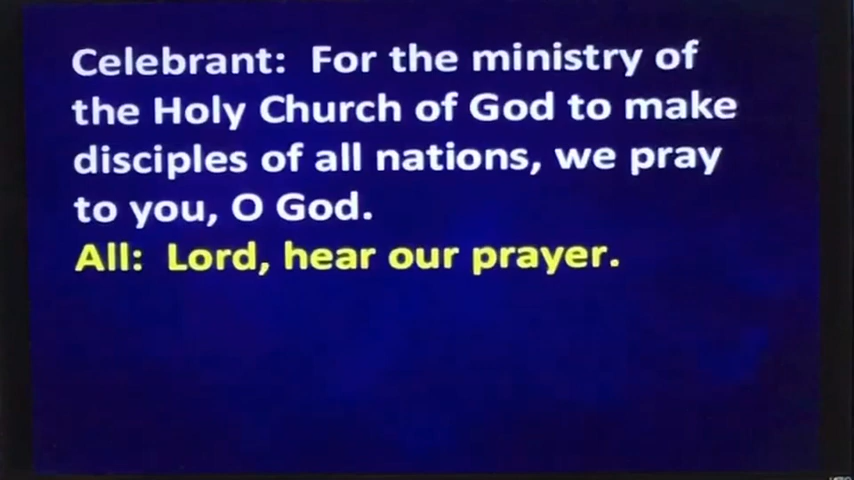 Celebrant:  For the ministry of
the Holy Church of God to make
disciples of all nations, we pray
to you, O God.
All:  Lord, hear our prayer.